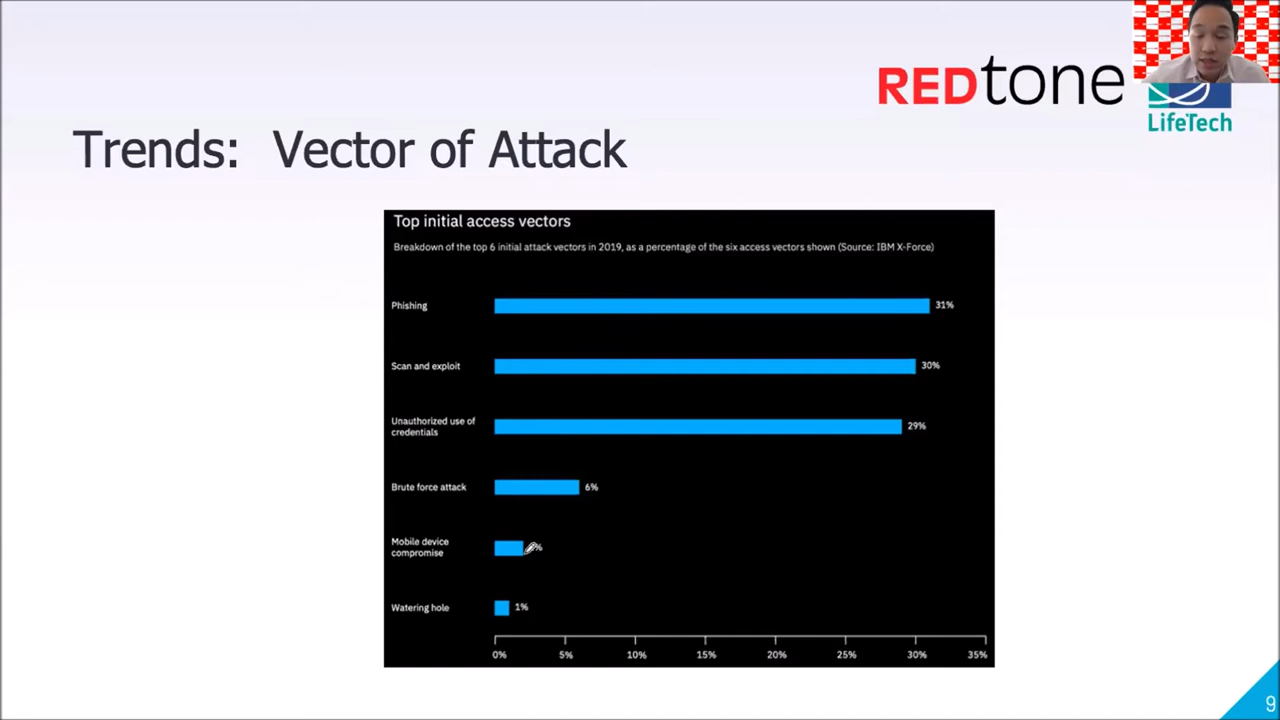 REDtone
LifeTech
Trends: Vector of Attack
Top initial access vectors
Breakdown of the top 6 initial attack vectors in 2019, as a percentage of the six access vectors shown (Source: IBM X-Force)
Phishing
31%
Scan and exploit
30%
Unauthorized use of
credentials
29%
Brute force attack
6%
Mobile device
compromise
%
Watering hole
1%
0% 5% 10% 15% 20% 25% 30% 35%
9